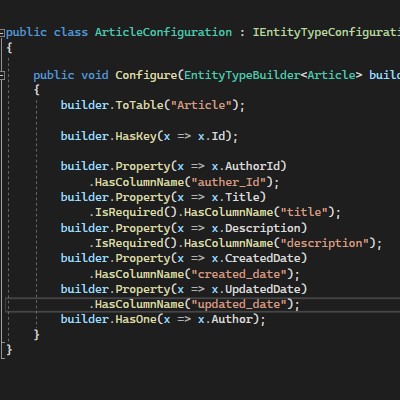 public class ArticleConfiguration : IEntityTypeConfigurati
{
public void Configure(EntityTypeBuilder<Article> buil
{
builder.ToTable("Article");
builder.HasKey(x => x.Id);
builder.Property(x => x.AuthorId)
.HasColumnName("auther_Id");
builder.Property(x => x.Title)
.IsRequired().HasColumnName("title");
builder.Property(x => x.Description)
.IsRequired().HasColumnName("description");
builder.Property(x => x.CreatedDate)
.HasColumnName("created_date");
builder.Property(x => x.UpdatedDate)
.HasColumnName("updated_date");
builder.HasOne(x => x.Author);
}
}